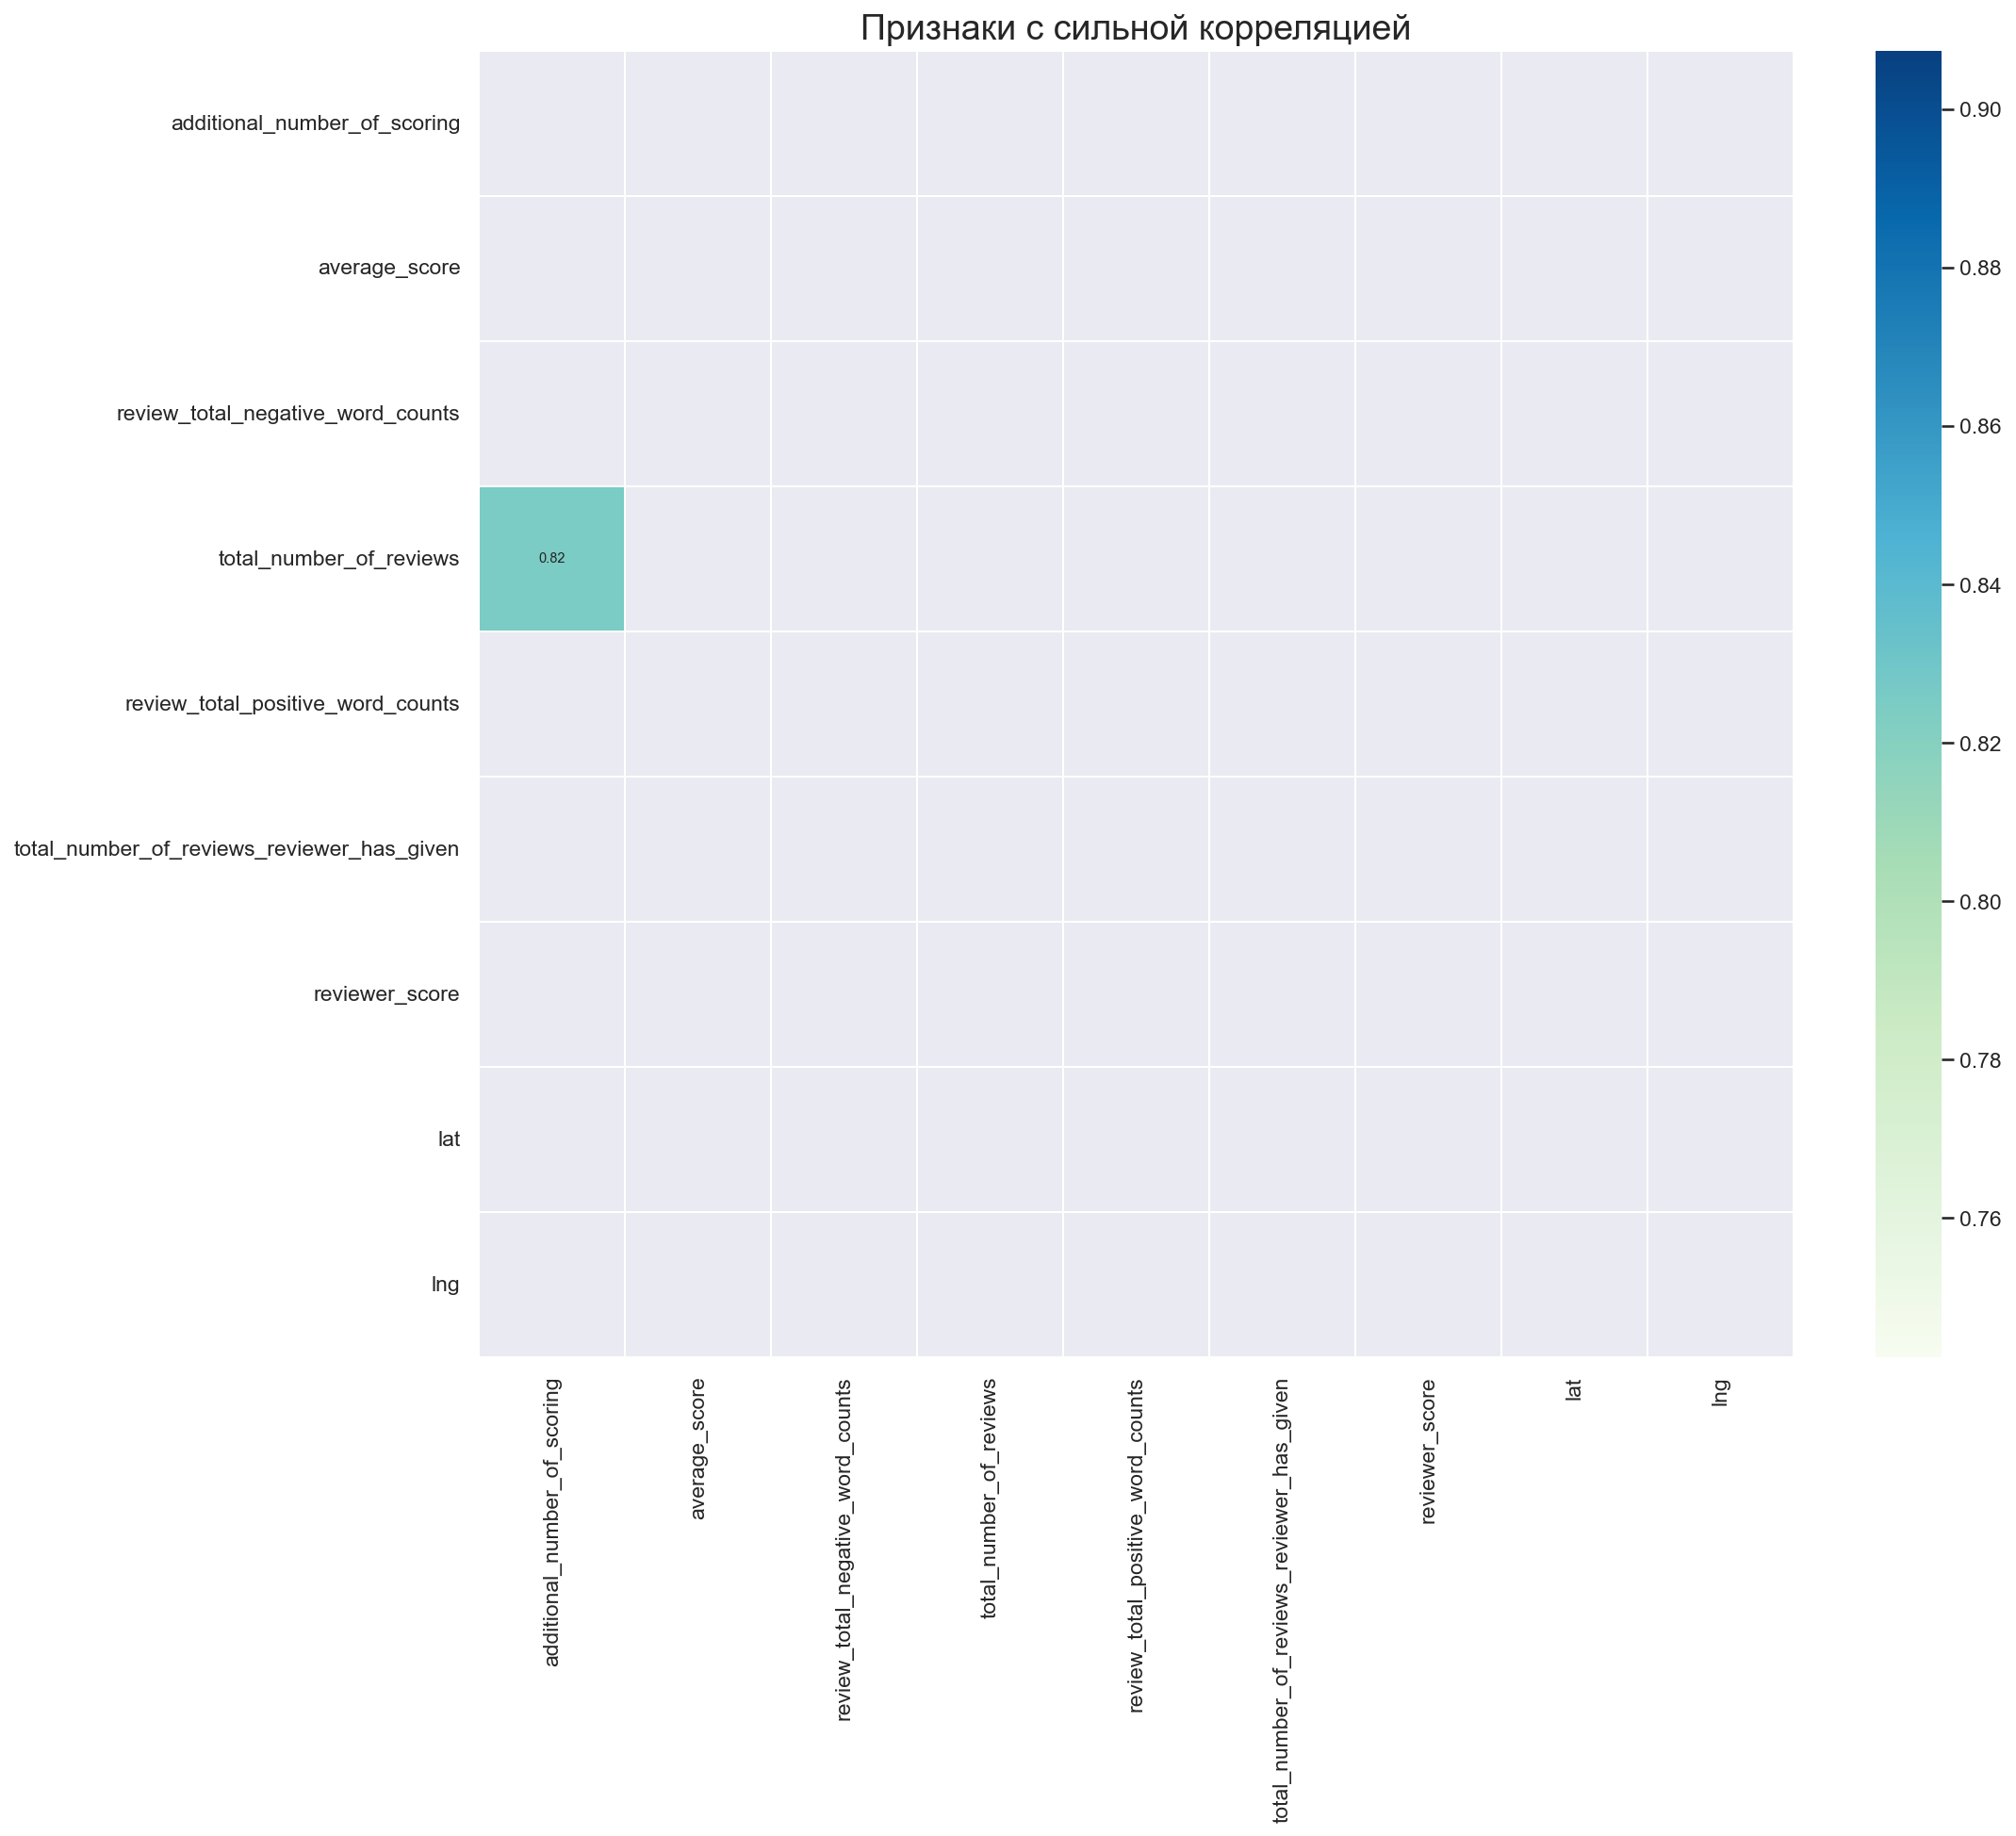 Признаки с сильной корреляцией
additional_number_of_scoring
average_score
review_total_negative_word_counts
total_number_of_reviews
review_total_positive_word_counts
total_number_of_reviews_reviewer_has_given
reviewer_score
lat
lng
0.82
0.90
0.88
0.86
0.84
0.82
0.80
0.78
0.76
additional_number_of_scoring
average_score
review_total_negative_word_counts
total_number_of_reviews
review_total_positive_word_counts
total_number_of_reviews_reviewer_has_given
reviewer_score
lat
lng